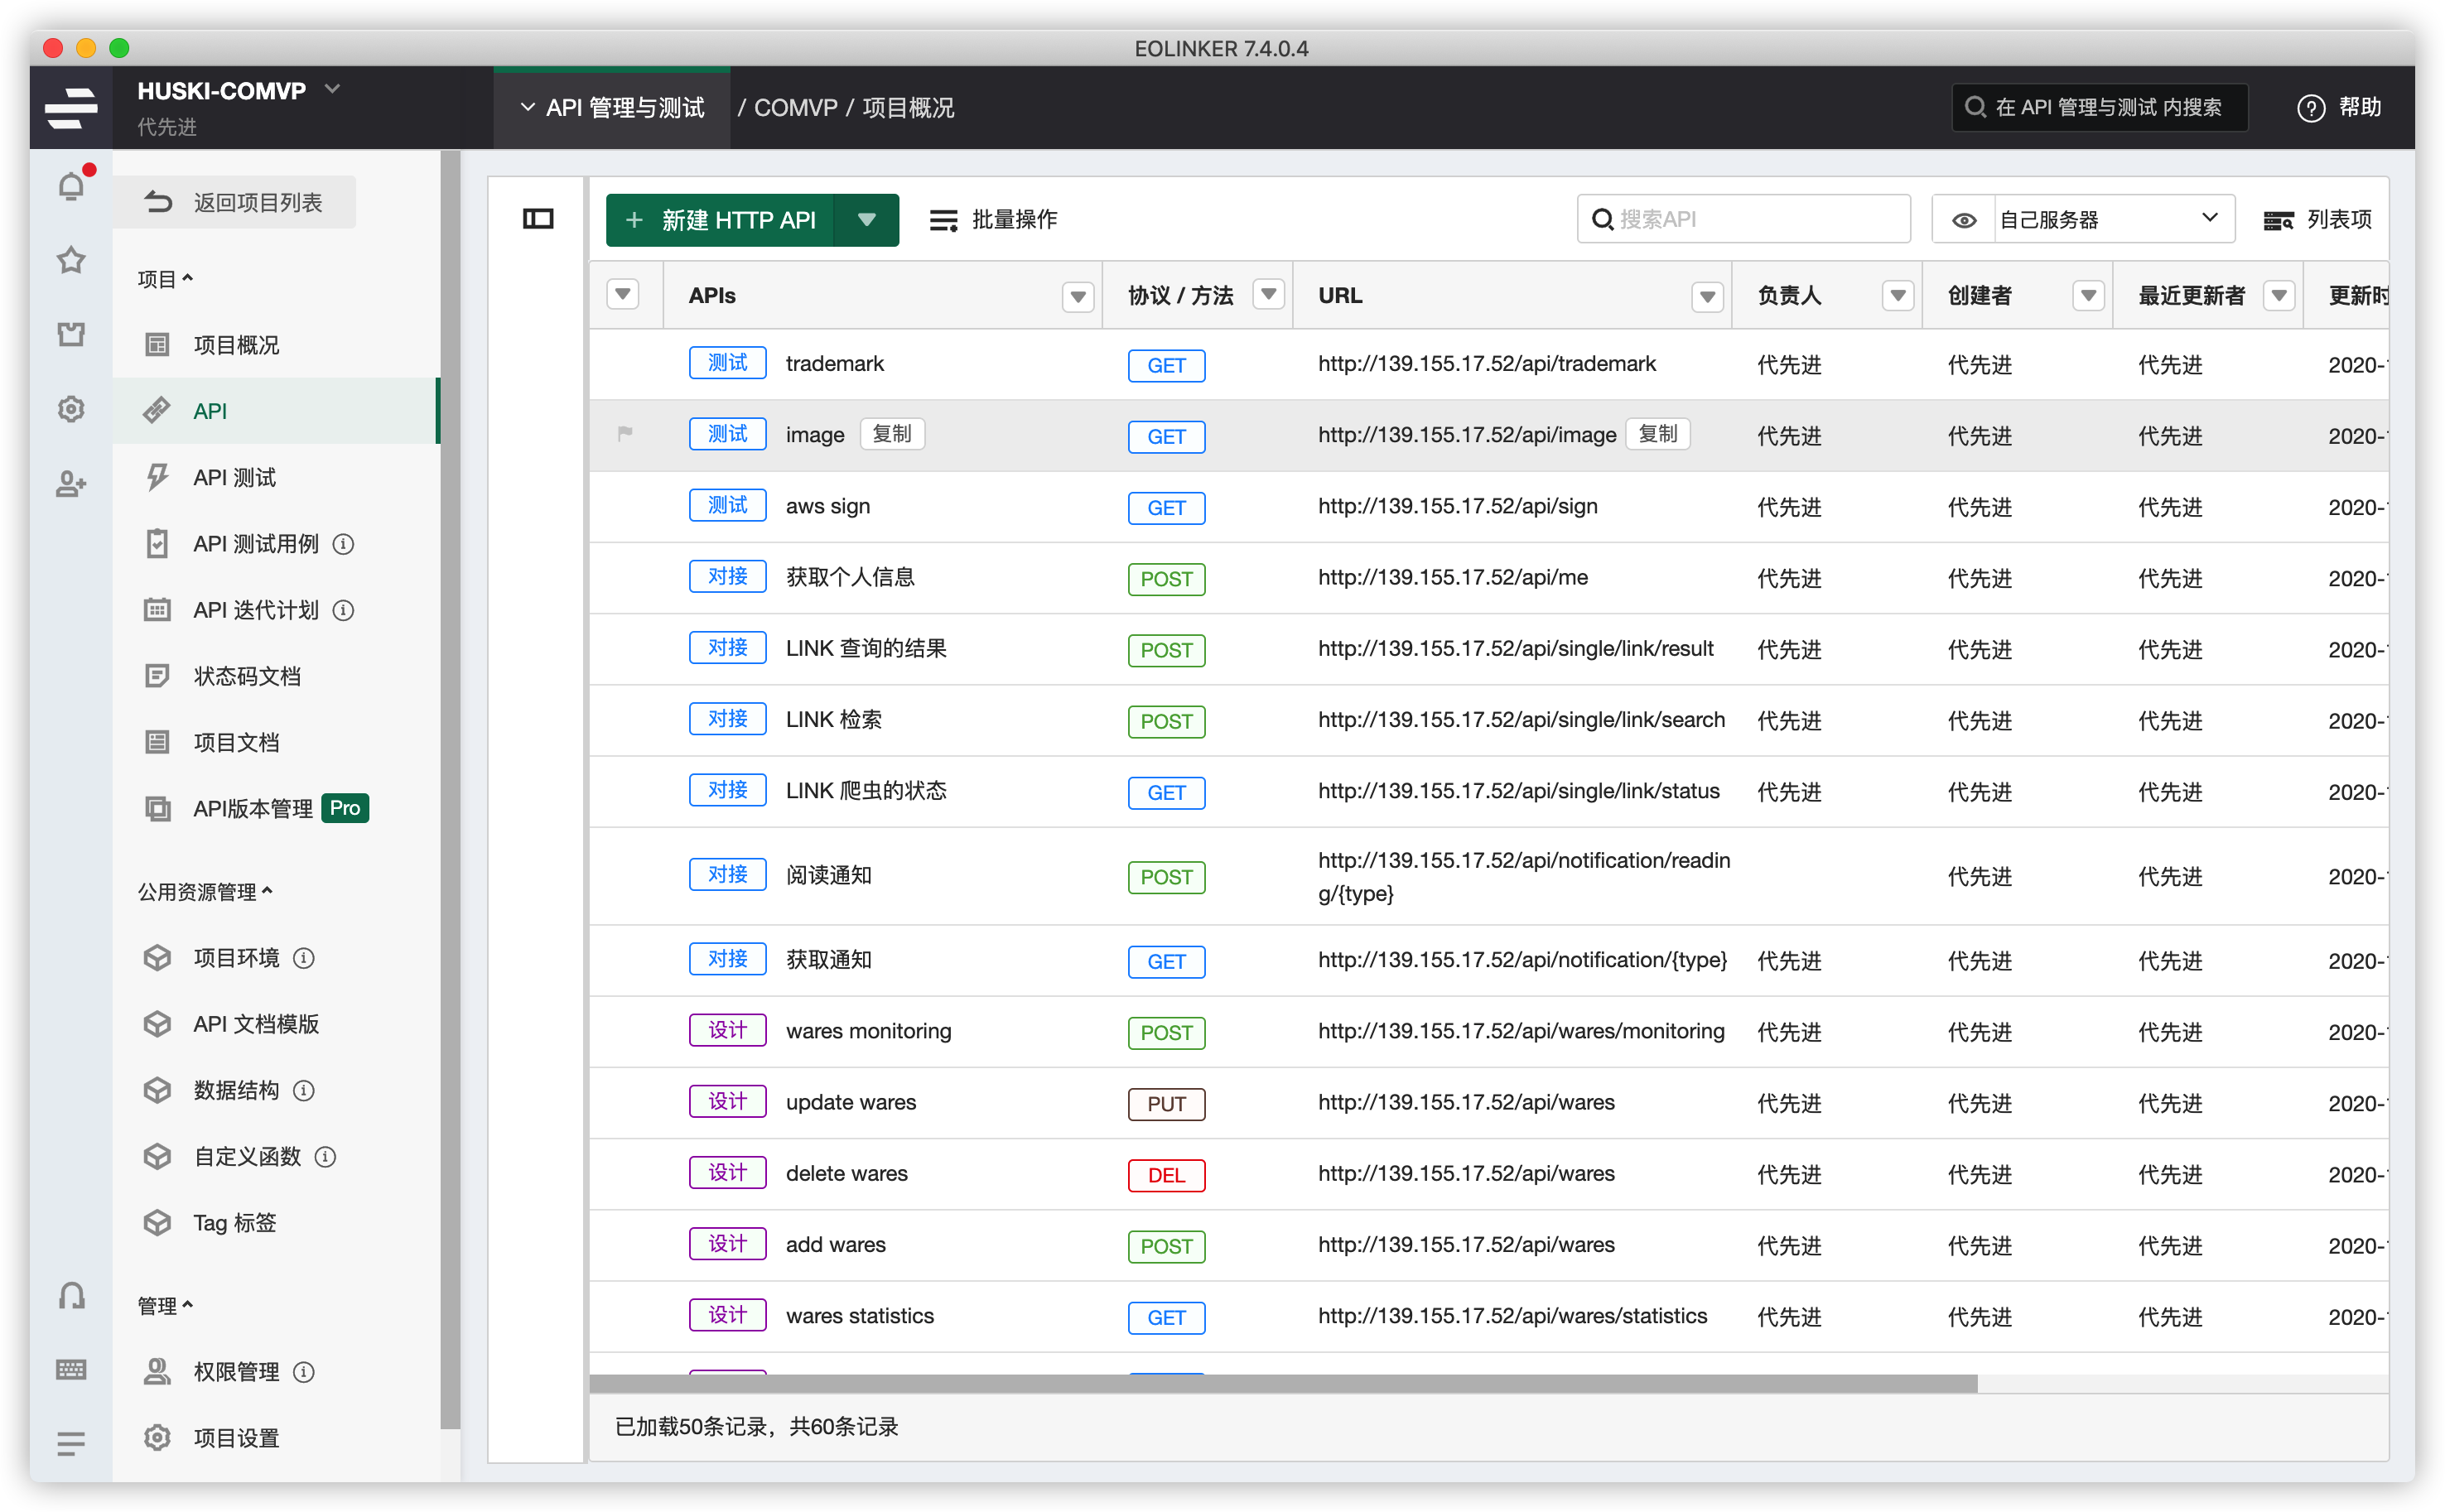 EOLINKER 7.4.0.4
HUSKI-COMVP
代先进
API 管理与测试 / COMVP / 项目概况
在 API 管理与测试 内搜索
帮助
返回项目列表
项目
项目概况
API
API 测试
API 测试用例
API 迭代计划
状态码文档
项目文档
API版本管理 Pro
公用资源管理
项目环境
API 文档模版
数据结构
自定义函数
Tag 标签
管理
权限管理
项目设置
+ 新建 HTTP API 批量操作 搜索API 自己服务器 列表项
APIs 协议 / 方法 URL 负责人 创建者 最近更新者 更新时
测试 trademark GET http://139.155.17.52/api/trademark 代先进 代先进 代先进 2020-
测试 image 复制 GET http://139.155.17.52/api/image 复制 代先进 代先进 代先进 2020-
测试 aws sign GET http://139.155.17.52/api/sign 代先进 代先进 代先进 2020-
对接 获取个人信息 POST http://139.155.17.52/api/me 代先进 代先进 代先进 2020-
对接 LINK 查询的结果 POST http://139.155.17.52/api/single/link/result 代先进 代先进 代先进 2020-
对接 LINK 检索 POST http://139.155.17.52/api/single/link/search 代先进 代先进 代先进 2020-
对接 LINK 爬虫的状态 GET http://139.155.17.52/api/single/link/status 代先进 代先进 代先进 2020-
对接 阅读通知 POST http://139.155.17.52/api/notification/readin
g/{type} 代先进 代先进 2020-
对接 获取通知 GET http://139.155.17.52/api/notification/{type} 代先进 代先进 代先进 2020-
设计 wares monitoring POST http://139.155.17.52/api/wares/monitoring 代先进 代先进 代先进 2020-
设计 update wares PUT http://139.155.17.52/api/wares 代先进 代先进 代先进 2020-
设计 delete wares DEL http://139.155.17.52/api/wares 代先进 代先进 代先进 2020-
设计 add wares POST http://139.155.17.52/api/wares 代先进 代先进 代先进 2020-
设计 wares statistics GET http://139.155.17.52/api/wares/statistics 代先进 代先进 代先进 2020-
已加载50条记录，共60条记录